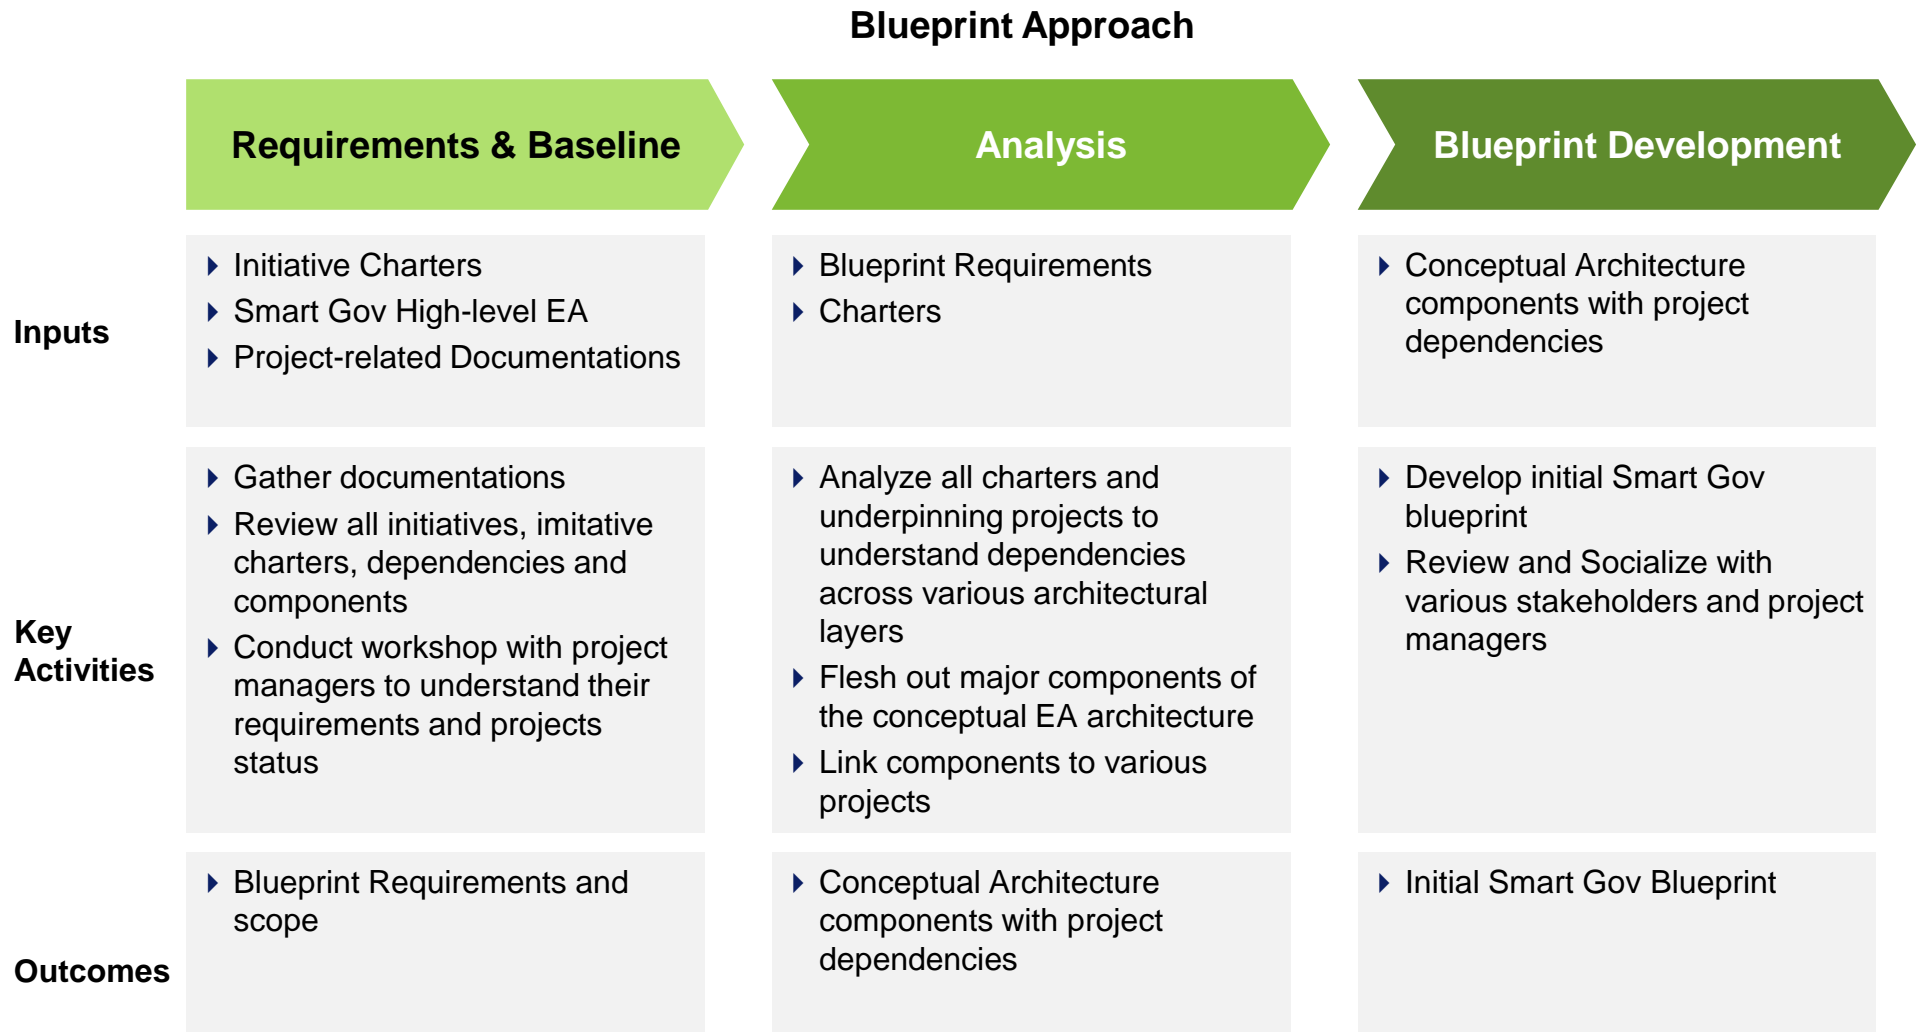 Blueprint Approach
Requirements & Baseline
Analysis
Blueprint Development
Inputs
Initiative Charters
Smart Gov High-level EA
Project-related Documentations
Blueprint Requirements
Charters
Conceptual Architecture
components with project
dependencies
Key
Activities
Gather documentations
Review all initiatives, imitative
charters, dependencies and
components
Conduct workshop with project
managers to understand their
requirements and projects
status
Analyze all charters and
underpinning projects to
understand dependencies
across various architectural
layers
Flesh out major components of
the conceptual EA architecture
Link components to various
projects
Develop initial Smart Gov
blueprint
Review and Socialize with
various stakeholders and project
managers
Outcomes
Blueprint Requirements and
scope
Conceptual Architecture
components with project
dependencies
Initial Smart Gov Blueprint